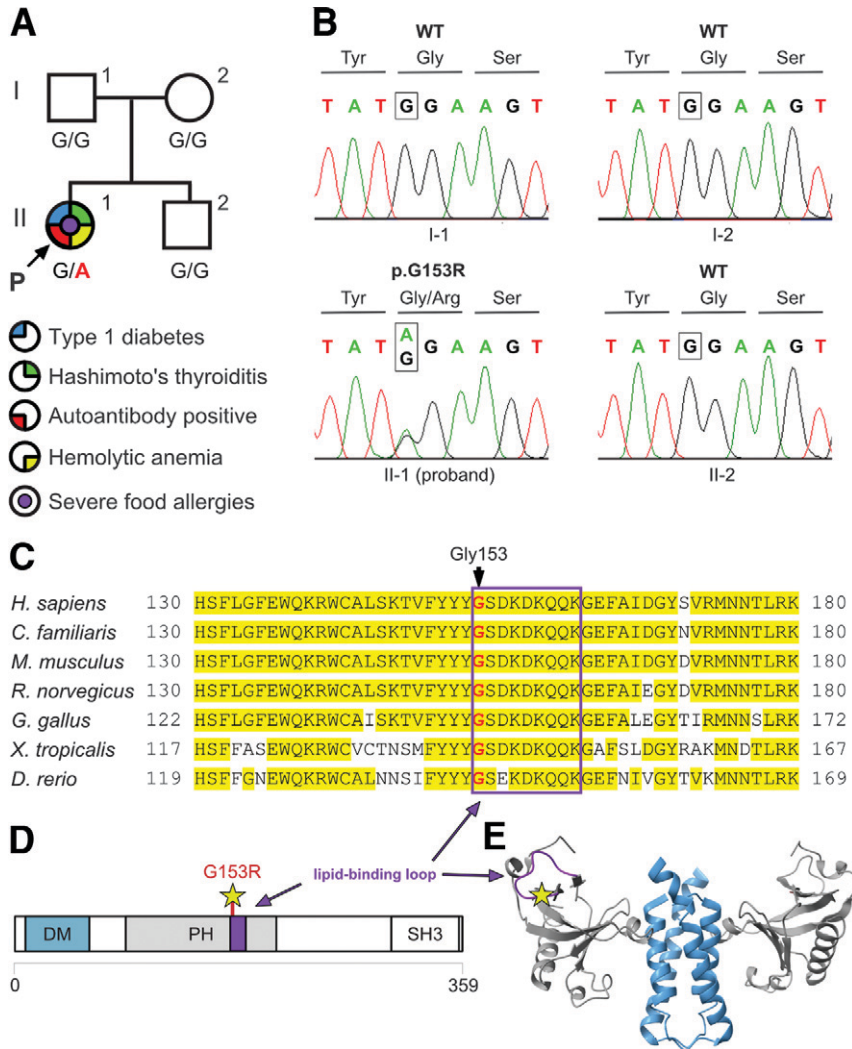 A
I
1
2
G/G
G/G
II
1
2
P
G/A
G/G
Type 1 diabetes
Hashimoto's thyroiditis
Autoantibody positive
Hemolytic anemia
Severe food allergies
B
WT
Tyr Gly Ser
T A T G G A A G T
I-1
WT
Tyr Gly Ser
T A T G G A A G T
I-2
p.G153R
Tyr Gly/Arg Ser
A
T A T G G A A G T
II-1 (proband)
WT
Tyr Gly Ser
T A T G G A A G T
II-2
C
Gly153
H. sapiens 130 HSFLGFEWQKRWCALSKTVFYYYGSDKDKQQKGEFAIDGYSVRMNNTLRK 180
C. familiaris 130 HSFLGFEWQKRWCALSKTVFYYYGSDKDKQQKGEFAIDGYNVRMNNTLRK 180
M. musculus 130 HSFLGFEWQKRWCALSKTVFYYYGSDKDKQQKGEFAIDGYDVRMNNTLRK 180
R. norvegicus 130 HSFLGFEWQKRWCALSKTVFYYYGSDKDKQQKGEFAIEGYDVRMNNTLRK 180
G. gallus 122 HSFLGFEWQKRWCAISKTVFYYYGSDKDKQQKGEFALEGYTIRMNNSLRK 172
X. tropicalis 117 HSFFASEWQKRWCVCTNSMFYYYGSDKDKQQKGAFSLDGYRAKMNDTLRK 167
D. rerio 119 HSFFGNEWQKRWCALNNSIFYYYGSEKDKQQKGEFNIVGYTVKMNNTLRK 169
D
G153R
lipid-binding loop
DM
PH
SH3
0
359
E